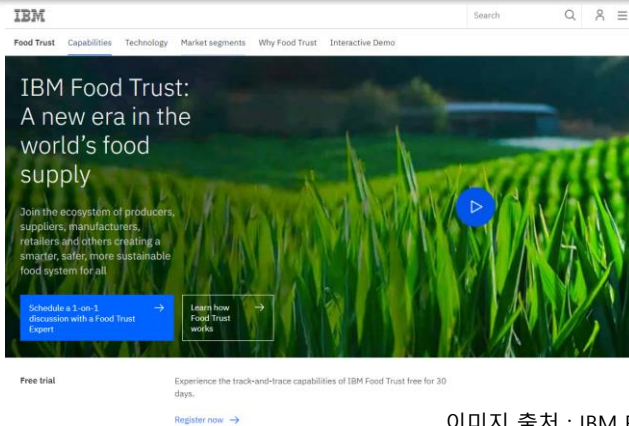 IBM
Search
Food Trust Capabilities Technology Market segments Why Food Trust Interactive Demo
IBM Food Trust:
A new era in the
world's food
supply
Join the ecosystem of producers,
suppliers, manufacturers,
retailers and others creating a
smarter, safer, more sustainable
food system for all
Schedule a 1-on-1
discussion with a Food Trust
Expert
Learn how
Food Trust
works
Free trial
Experience the track-and-trace capabilities of IBM Food Trust free for 30
days.
Register now
이미지 출처 : IBM